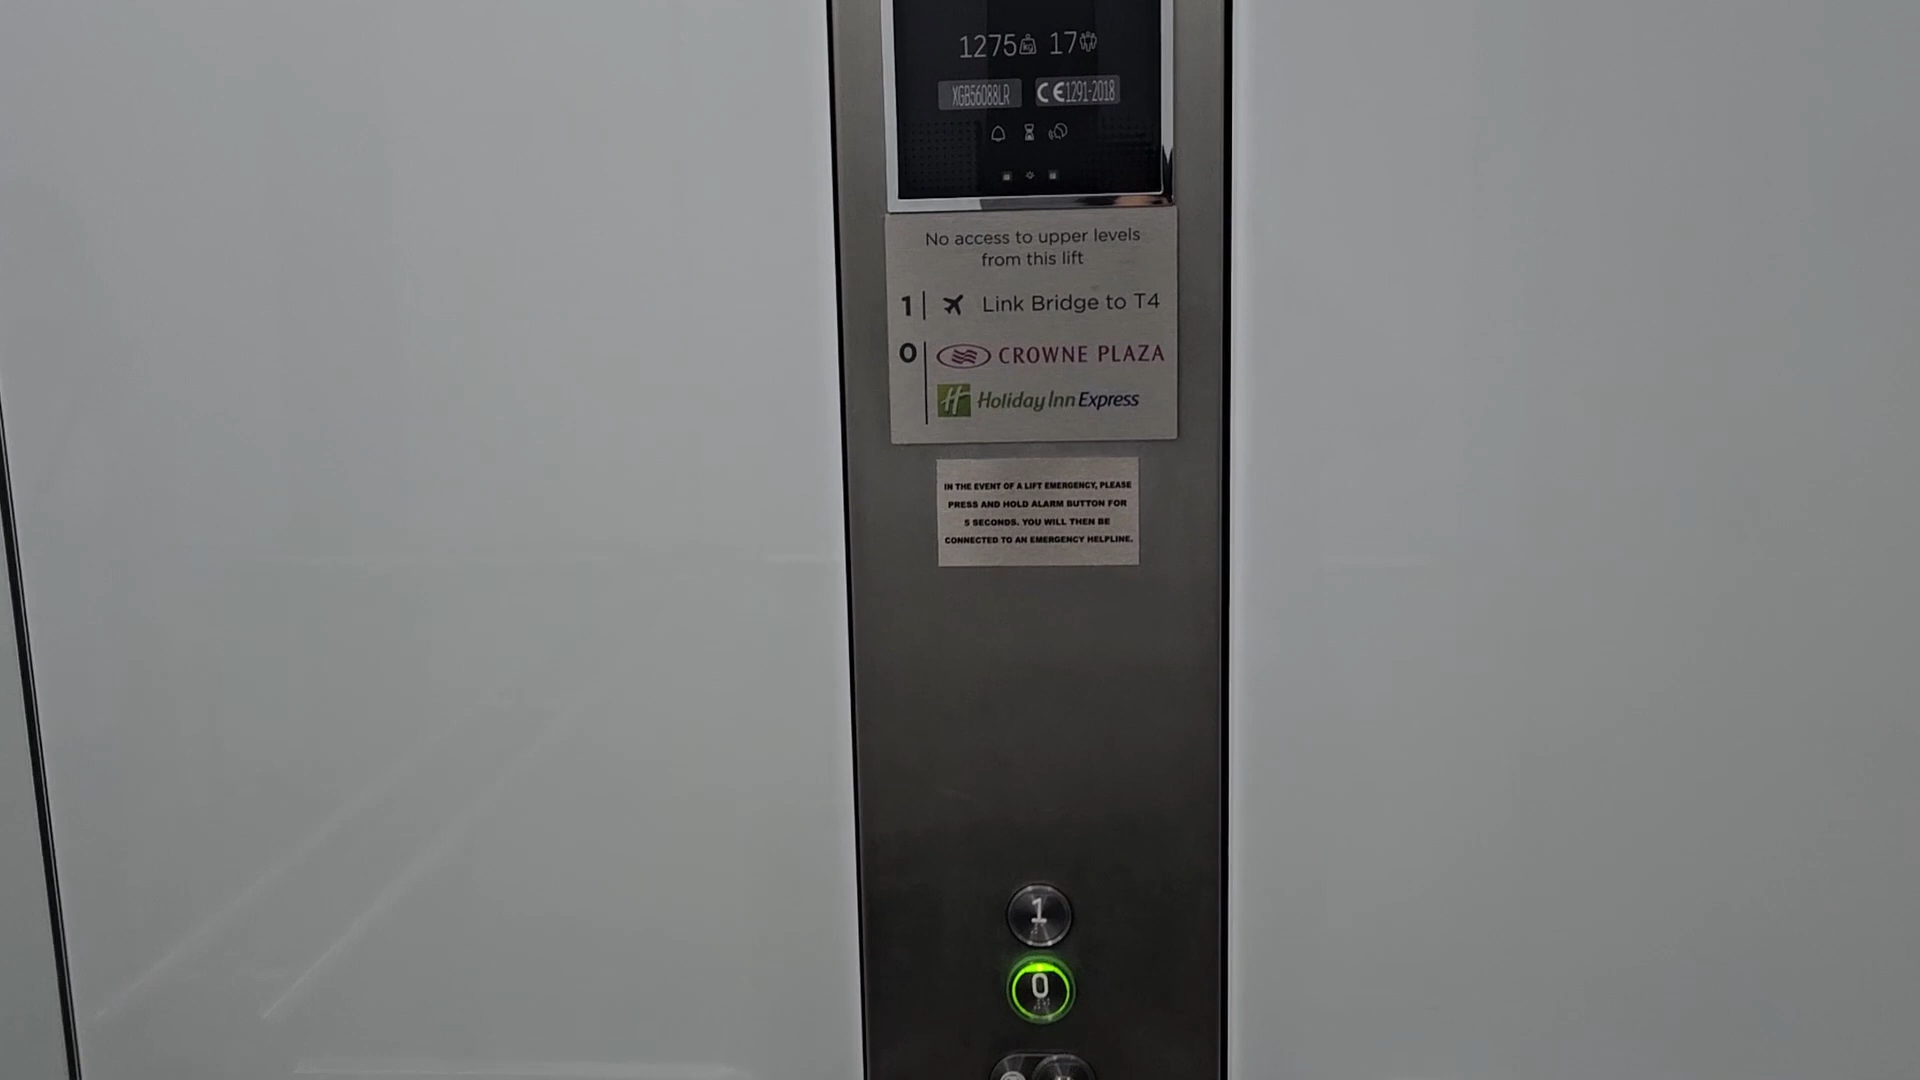 1275 kg 17
XGB56088LR CE1291-2018
No access to upper levels
from this lift
1 Link Bridge to T4
0 CROWNE PLAZA
H Holiday Inn Express
IN THE EVENT OF A LIFT EMERGENCY, PLEASE
PRESS AND HOLD ALARM BUTTON FOR
5 SECONDS. YOU WILL THEN BE
CONNECTED TO AN EMERGENCY HELPLINE.
1
0